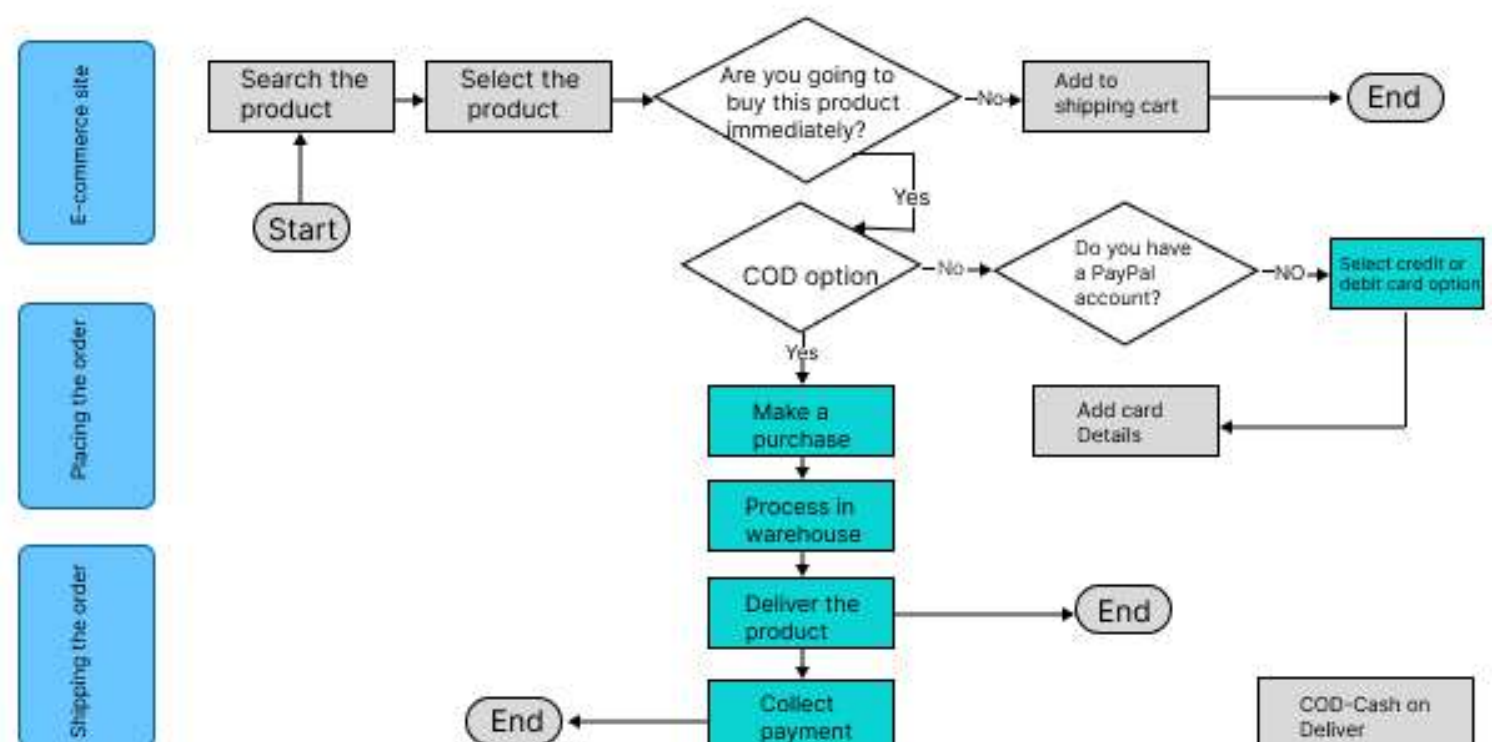 E-commerce site
Search the
product
Select the
product
Are you going to
buy this product
immediately?
No
Add to
shipping cart
End
Start
Yes
COD option
No
Do you have
a PayPal
account?
NO
Select credit or
debit card option
Placing the order
Yes
Make a
purchase
Add card
Details
Process in
warehouse
Shipping the order
Deliver the
product
End
Collect
payment
End
COD-Cash on
Deliver